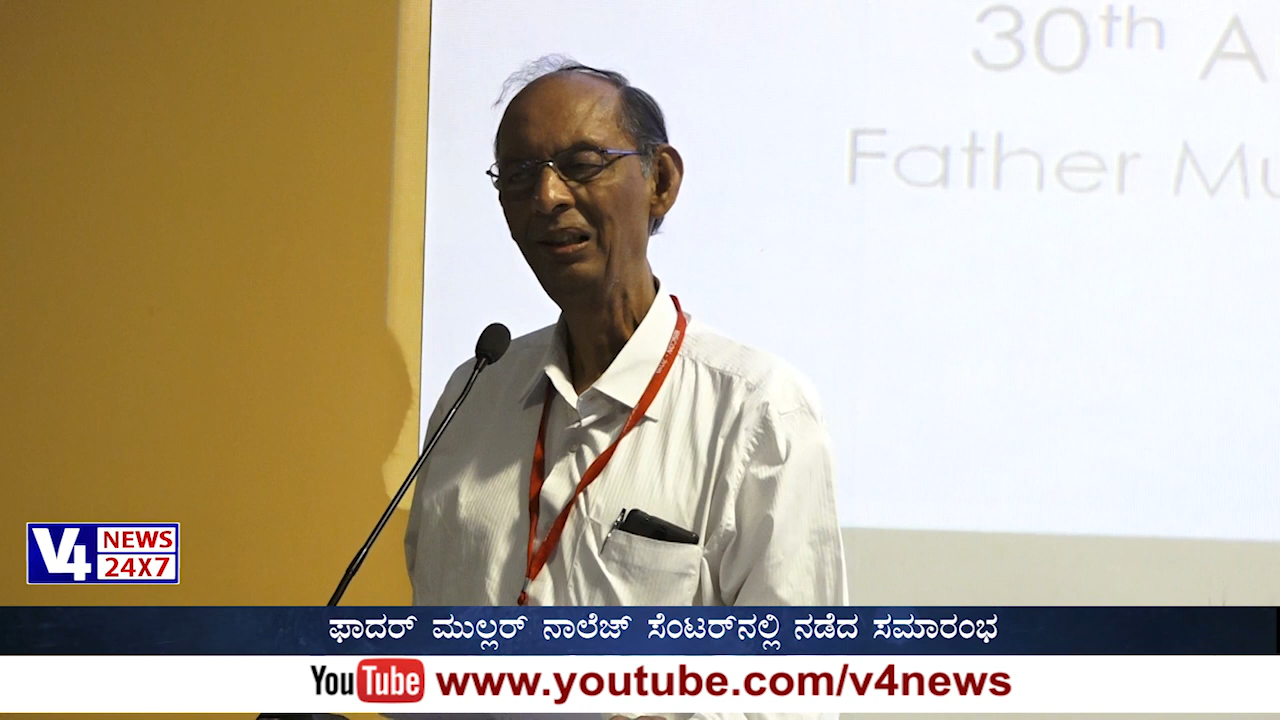 30th A
Father Mu
V4 NEWS 24X7
ಫಾದರ್ ಮುಲ್ಲರ್ ನಾಲೆಜ್ ಸೆಂಟರ್‌ನಲ್ಲಿ ನಡೆದ ಸಮಾರಂಭ
YouTube www.youtube.com/v4news